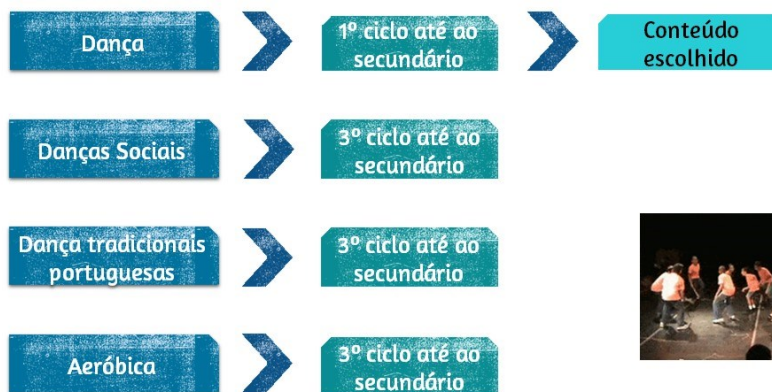 Dança
1º ciclo até ao
secundário
Conteúdo
escolhido
Danças Sociais
3º ciclo até ao
secundário
Dança tradicionais
portuguesas
3º ciclo até ao
secundário
Aeróbica
3º ciclo até ao
secundário